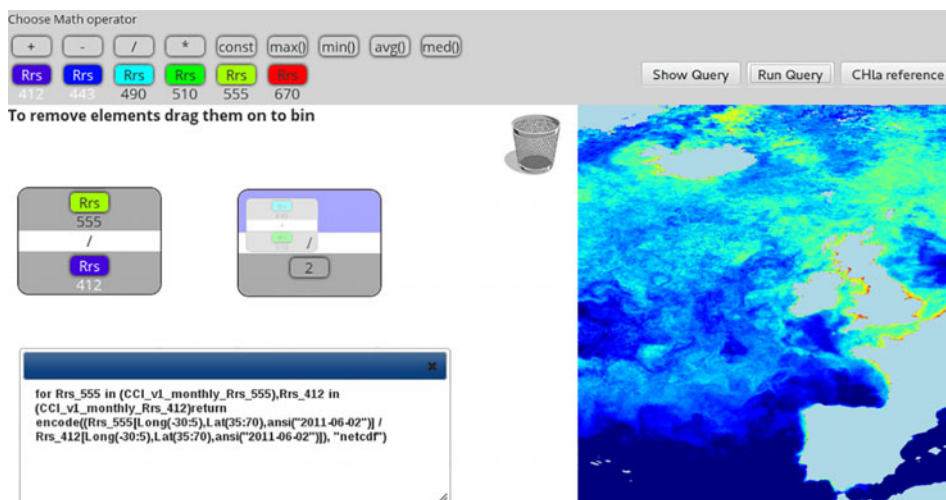 Choose Math operator
+ - / * const max() min() avg() med()
Rrs Rrs Rrs Rrs Rrs Rrs
412 443 490 510 555 670
Show Query Run Query CHla reference
To remove elements drag them on to bin
Rrs
555
/
Rrs
412
Rrs
/
2
for Rrs_555 in (CCI_v1_monthly_Rrs_555),Rrs_412 in
(CCI_v1_monthly_Rrs_412)return
encode((Rrs_555[Long(-30:5),Lat(35:70),ansi("2011-06-02")] /
Rrs_412[Long(-30:5),Lat(35:70),ansi("2011-06-02")]), "netcdf")